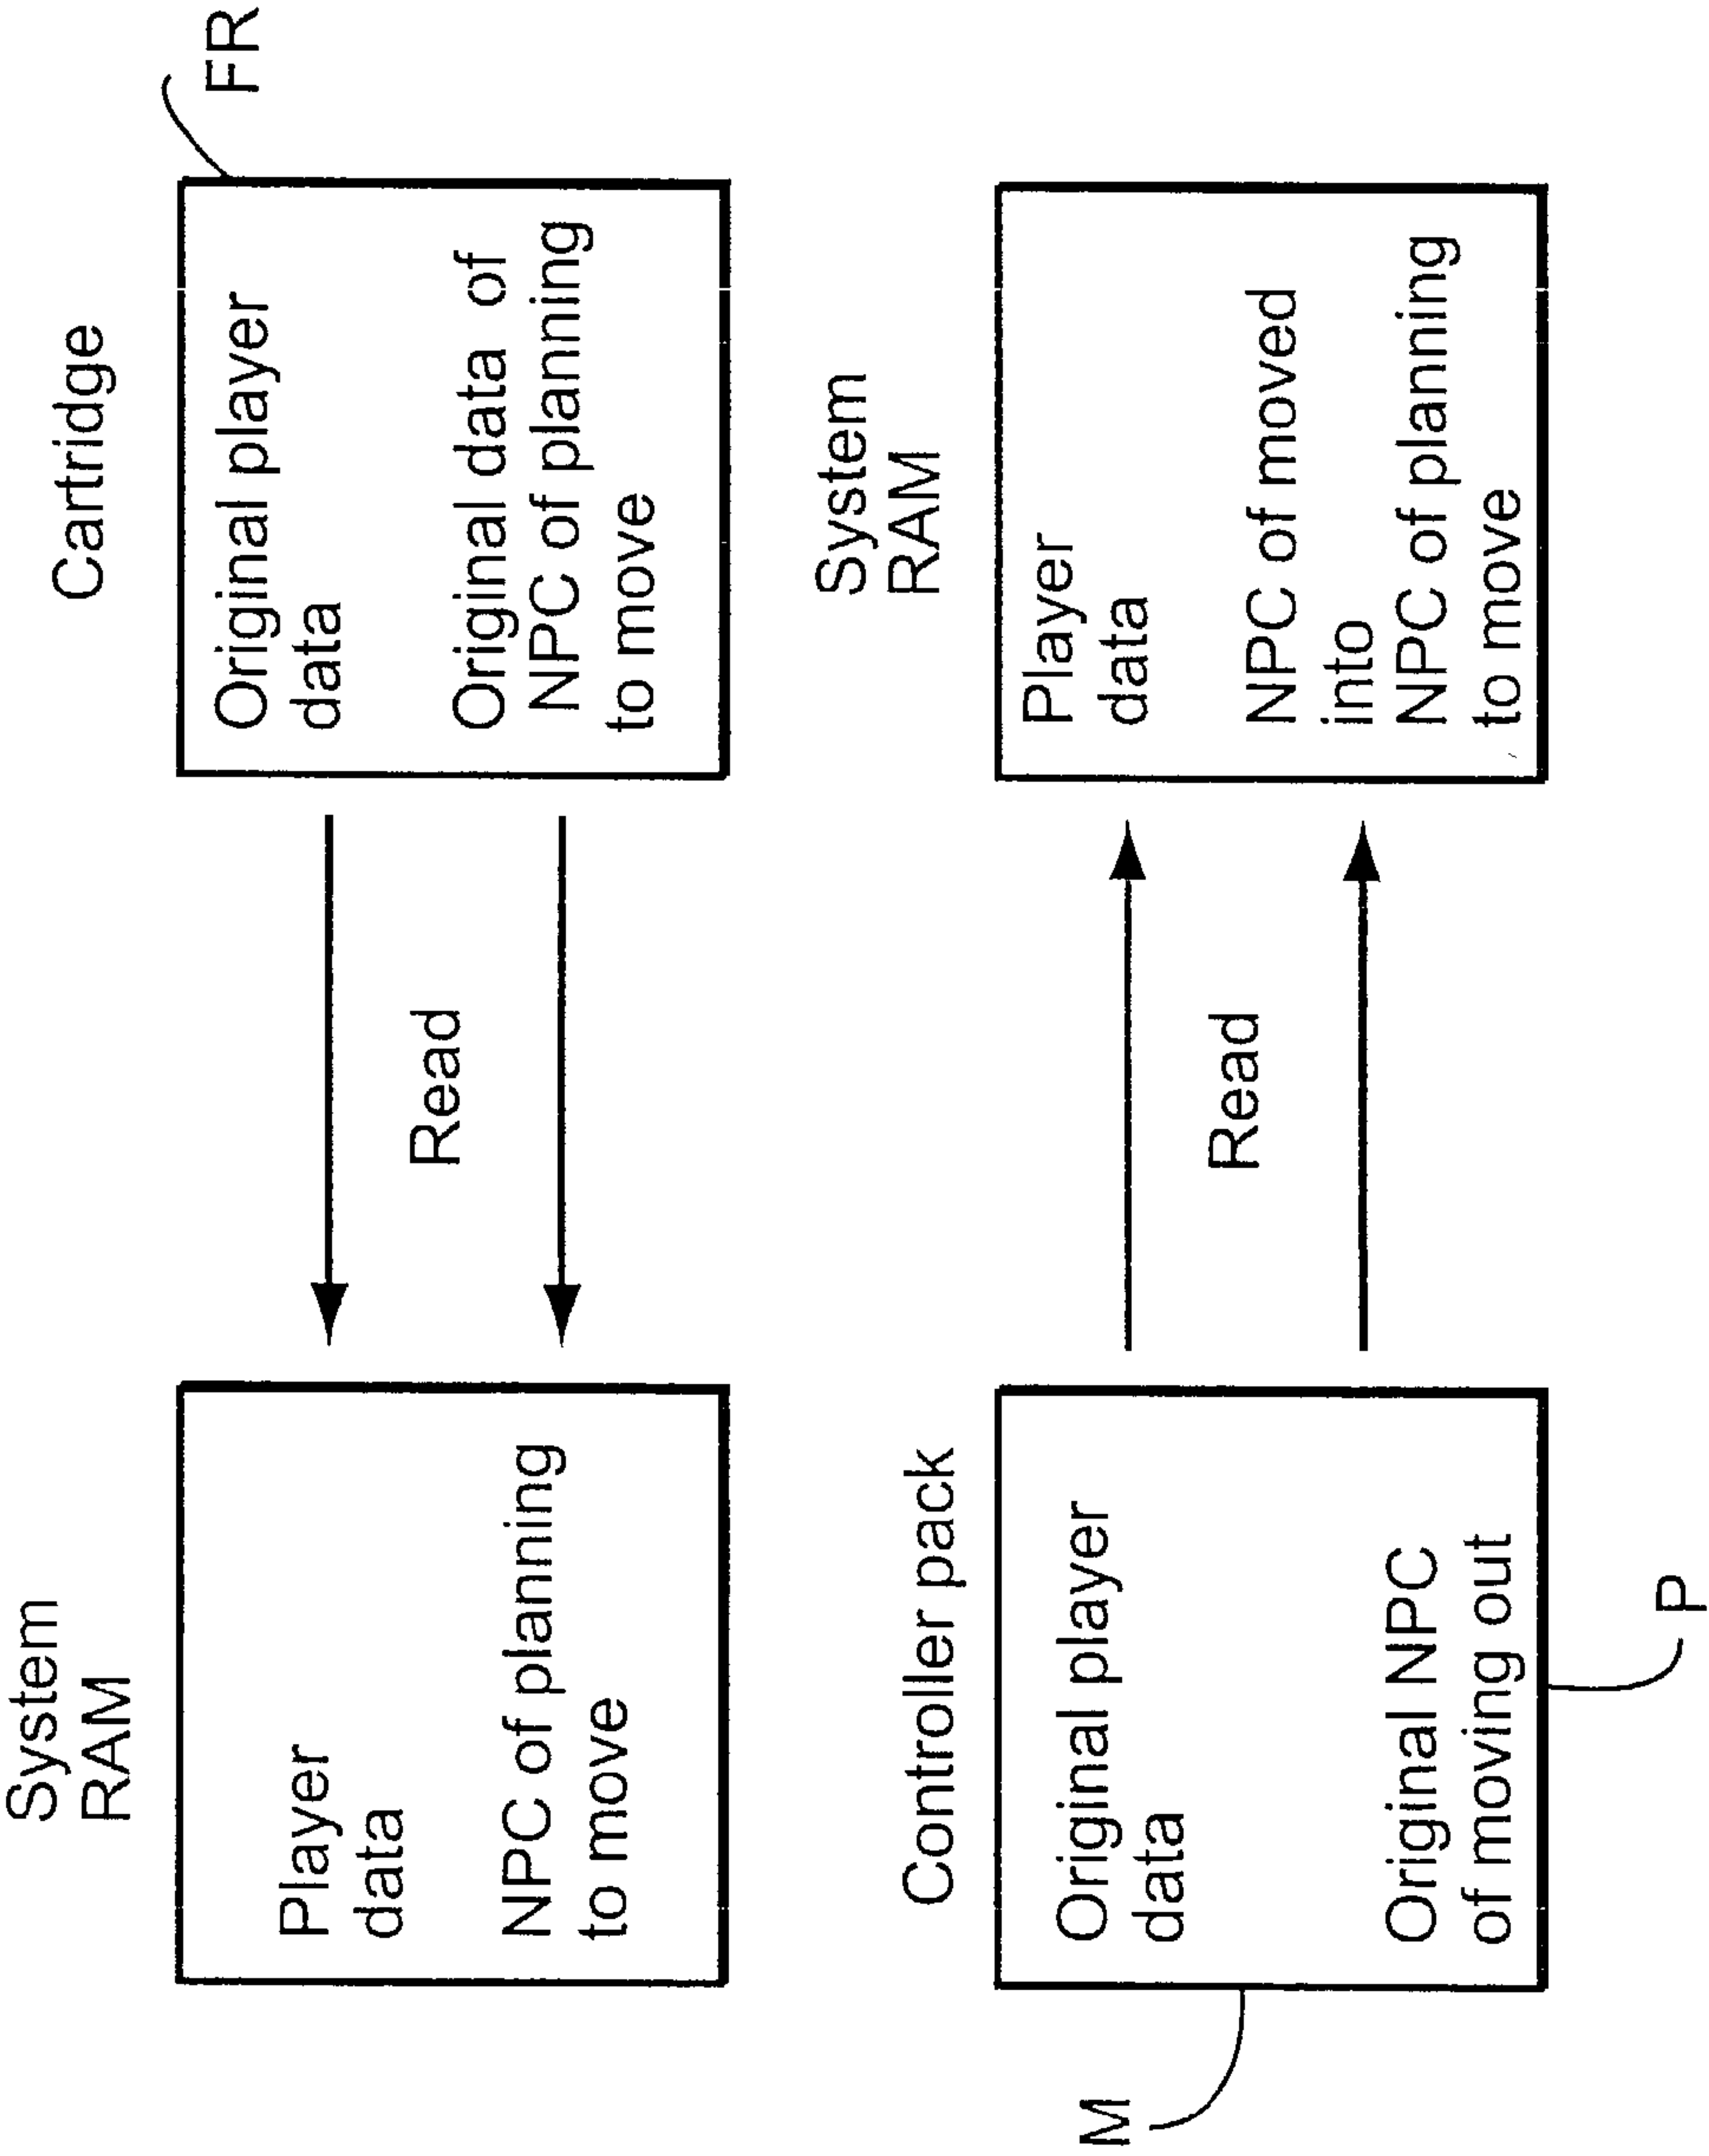 System
RAM
Player
data
NPC of planning
to move
Read
Cartridge
FR
Original player
data
Original data of
NPC of planning
to move
Controller pack
M
Original player
data
Original NPC
of moving out
P
Read
System
RAM
Player
data
NPC of moved
into
NPC of planning
to move